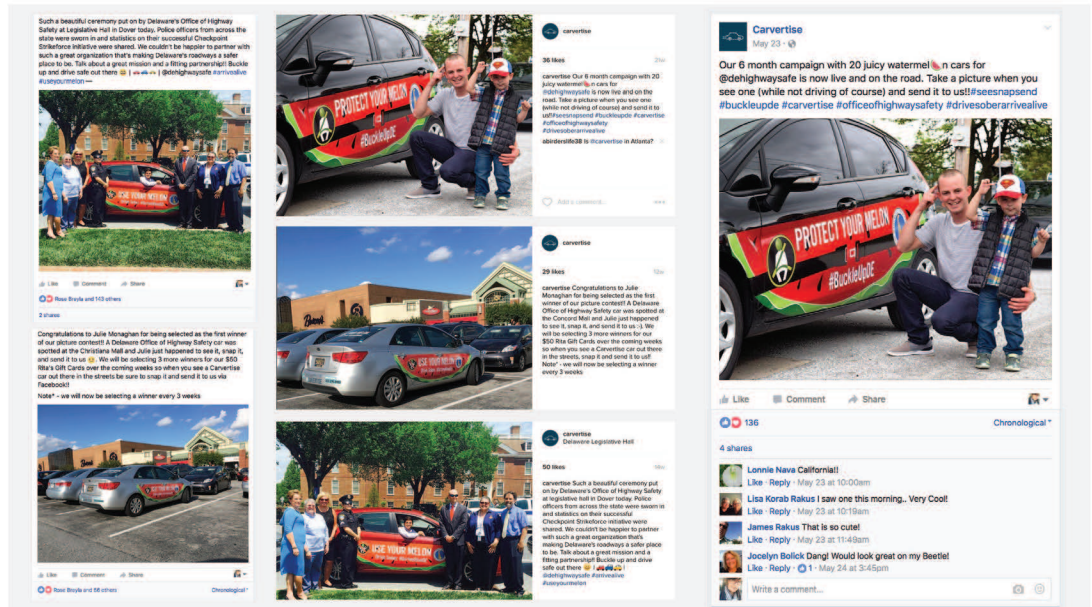 Such a beautiful ceremony put on by Delaware's Office of Highway
Safety at Legislative Hall in Dover today. Police officers from across the
state were sworn in and statistics on their successful Checkpoint
Strikeforce initiative were shared. We couldn't be happier to partner with
such a great organization that's making Delaware's roadways a safer
place to be. Talk about a great mission and a fitting partnership!! Buckle
up and drive safe out there 😀 | 🚨🚗🚕 | @dehighwaysafe #arrivealive
#useyourmelon —
USE YOUR MELON
Like Comment Share
Rose Breyla and 143 others
2 shares
Congratulations to Julie Monaghan for being selected as the first winner
of our picture contest!! A Delaware Office of Highway Safety car was
spotted at the Christiana Mall and Julie just happened to see it, snap it,
and send it to us 😊. We will be selecting 3 more winners for our $50
Rita's Gift Cards over the coming weeks so when you see a Carvertise
car out there in the streets be sure to snap it and send it to us via
Facebook!!
Note* - we will now be selecting a winner every 3 weeks
USE YOUR MELON
Like Comment Share
Rose Breyla and 68 others Chronological
PROTECT YOUR MELON
#BuckleUpDE
carvertise
36 likes
carvertise Our 6 month campaign with 20
juicy watermel🍉n cars for
@dehighwaysafe is now live and on the
road. Take a picture when you see one
(while not driving of course) and send it to
us!!#seesnapsend #buckleupde #carvertise
#officeofhighwaysafety
#drivesoberarrivealive
abirderslife38 Is @carvertise in Atlanta?
Add a comment...
USE YOUR MELON
carvertise
29 likes
carvertise Congratulations to Julie
Monaghan for being selected as the first
winner of our picture contest!! A Delaware
Office of Highway Safety car was spotted at
the Concord Mall and Julie just happened
to see it, snap it, and send it to us :-). We
will be selecting 3 more winners for our
$50 Rita Gift Cards over the coming weeks
so when you see a Carvertise car out there
in the streets, snap it and send it to us!!
Note* - we will now be selecting a winner
every 3 weeks
USE YOUR MELON
carvertise
Delaware Legislative Hall
50 likes
carvertise Such a beautiful ceremony put
on by Delaware's Office of Highway Safety
at legislative hall in Dover today. Police
officers from across the state were sworn in
and statistics on their successful
Checkpoint Strikeforce initiative were
shared. We couldn't be happier to partner
with such a great organization that's
making Delaware's roadways a safer place
to be. Talk about a great mission and a
fitting partnership!! Buckle up and drive
safe out there 😀 | 🚨🚗🚕 |
@dehighwaysafe #arrivealive
#useyourmelon
Carvertise
May 23
Our 6 month campaign with 20 juicy watermel🍉n cars for
@dehighwaysafe is now live and on the road. Take a picture when you
see one (while not driving of course) and send it to us!!#seesnapsend
#buckleupde #carvertise #officeofhighwaysafety #drivesoberarrivealive
PROTECT YOUR MELON
#BuckleUpDE
Like Comment Share
136 Chronological
4 shares
Lonnie Nava California!!
Like · Reply · May 23 at 10:00am
Lisa Korab Rakus I saw one this morning.. Very Cool!
Like · Reply · May 23 at 10:19am
James Rakus That is so cute!
Like · Reply · May 23 at 11:49am
Jocelyn Bolick Dang! Would look great on my Beetle!
Like · Reply · 1 · May 24 at 3:45pm
Write a comment...